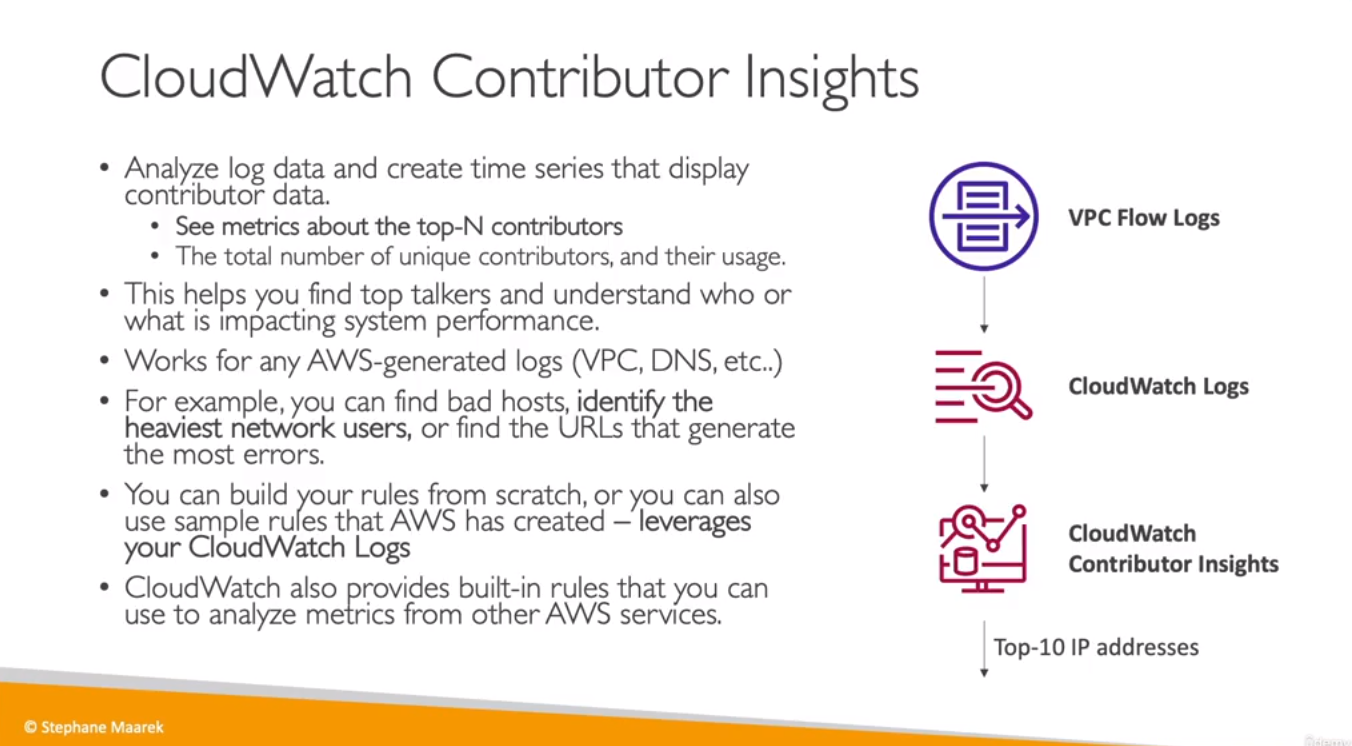 CloudWatch Contributor Insights
• Analyze log data and create time series that display
contributor data.
• See metrics about the top-N contributors
• The total number of unique contributors, and their usage.
• This helps you find top talkers and understand who or
what is impacting system performance.
• Works for any AWS-generated logs (VPC, DNS, etc..)
• For example, you can find bad hosts, identify the
heaviest network users, or find the URLs that generate
the most errors.
• You can build your rules from scratch, or you can also
use sample rules that AWS has created – leverages
your CloudWatch Logs
• CloudWatch also provides built-in rules that you can
use to analyze metrics from other AWS services.
VPC Flow Logs
CloudWatch Logs
CloudWatch
Contributor Insights
Top-10 IP addresses
© Stephane Maarek